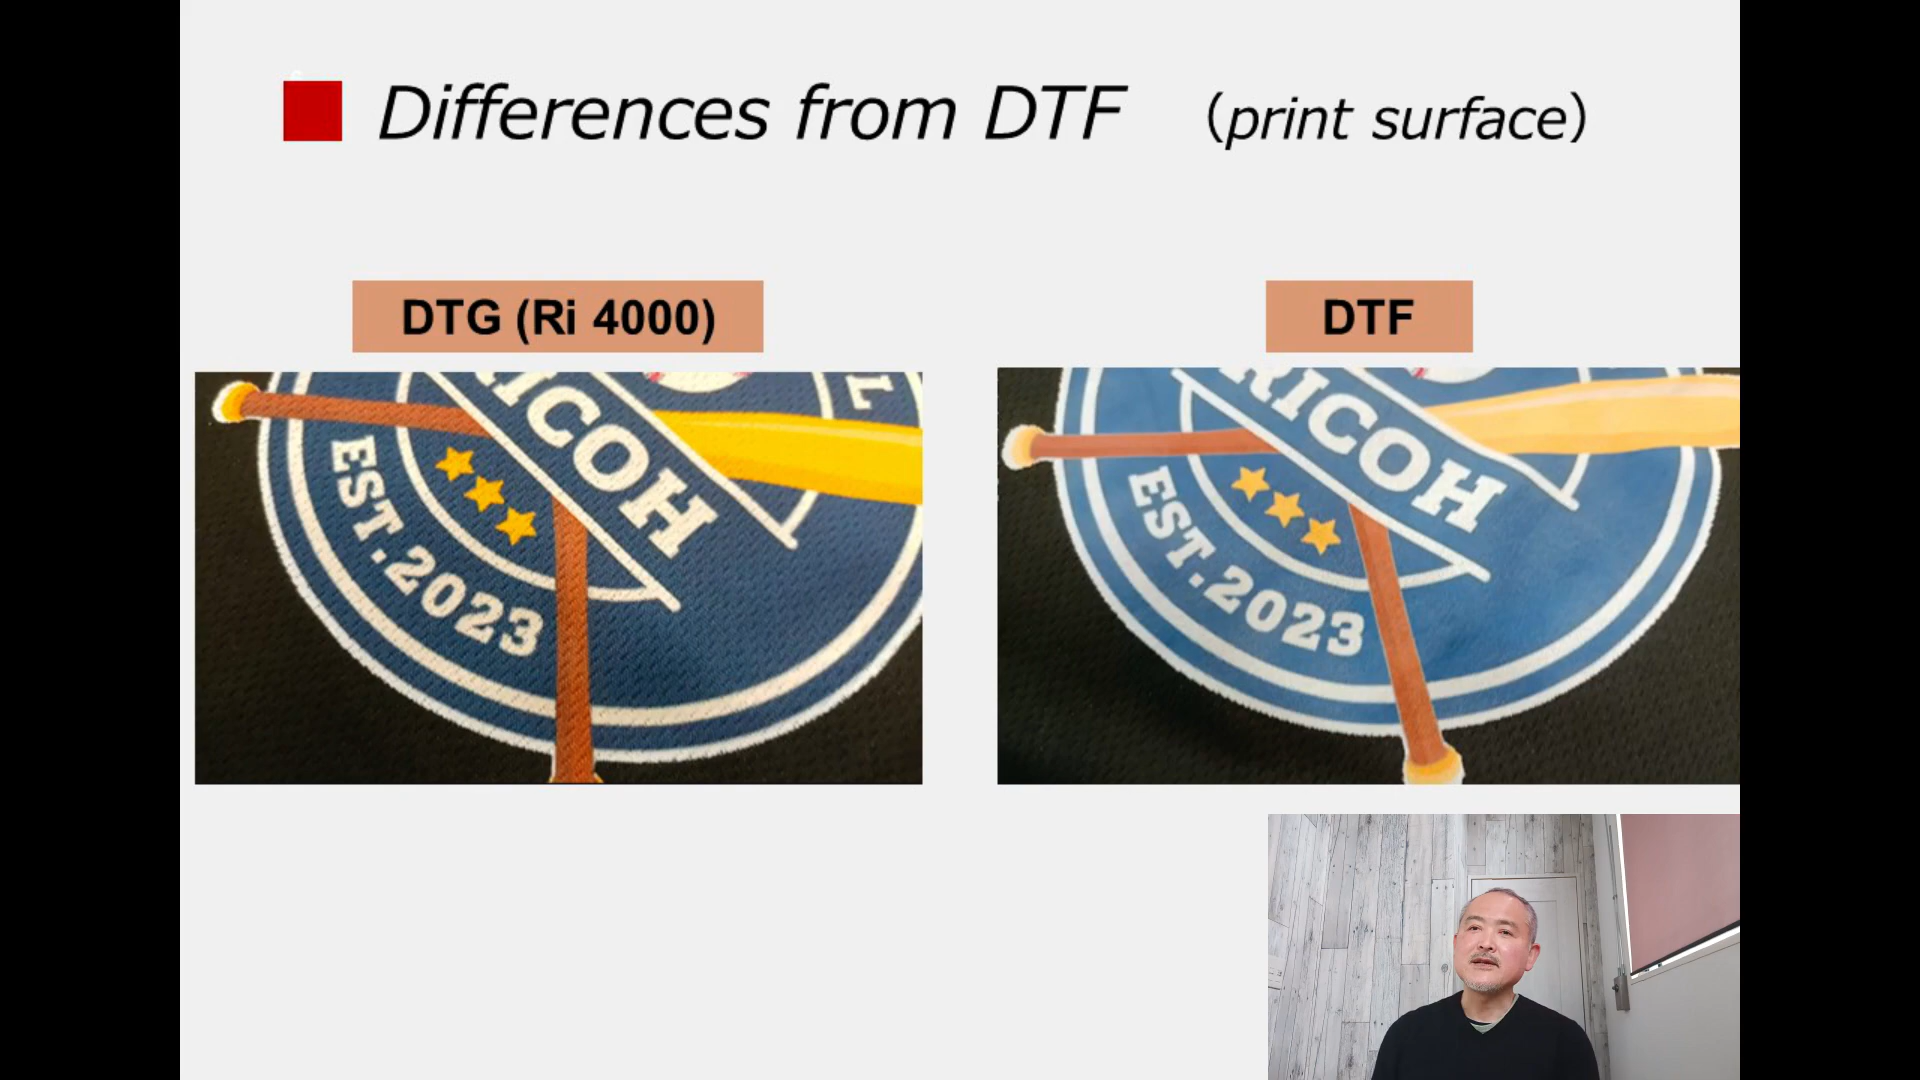 Differences from DTF （print surface）
DTG (Ri 4000)
DTF
L
RICOH
EST.2023
RICOH
EST.2023